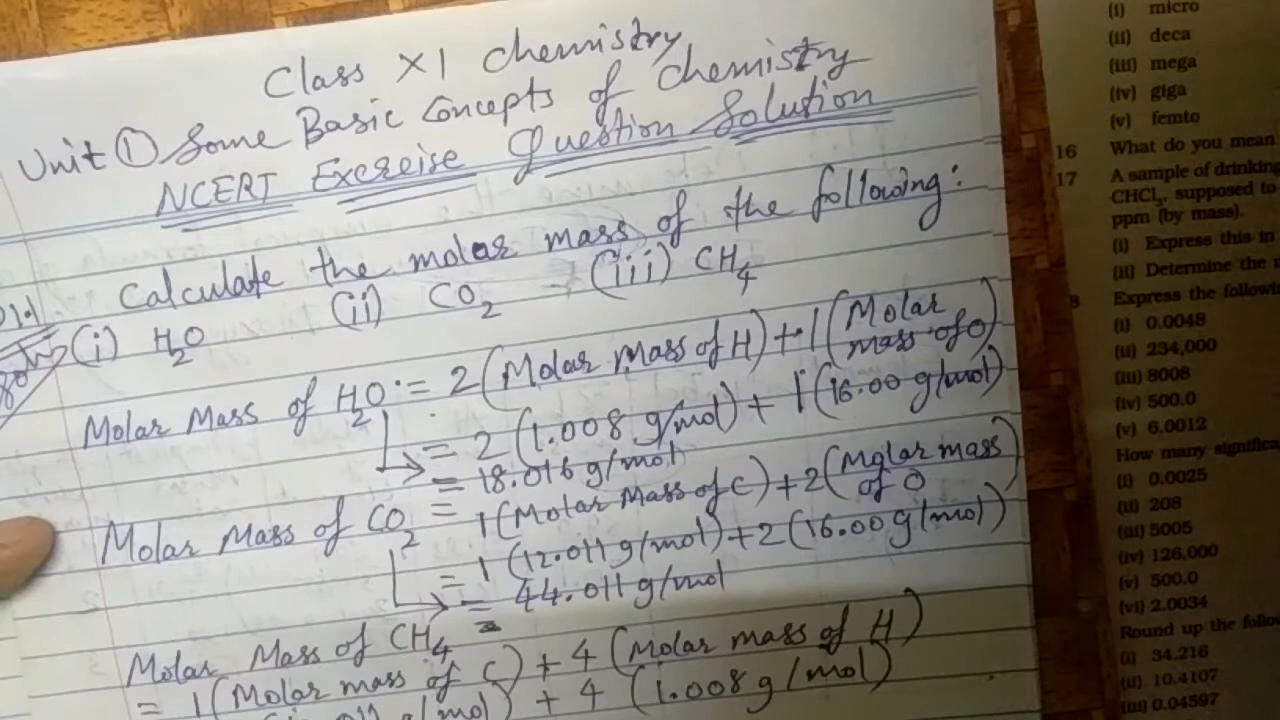 Class XI Chemistry
Unit ① Some Basic Concepts of Chemistry
NCERT Exercise Question Solution
Calculate the molar mass of the following:
(i) H2O (ii) CO2 (iii) CH4
Molar Mass of H2O = 2 (Molar Mass of H) + 1 (Molar mass of O)
= 2 (1.008 g/mol) + 1 (16.00 g/mol)
= 18.016 g/mol
Molar Mass of CO2 = 1 (Molar Mass of C) + 2 (Molar mass of O)
= 1 (12.011 g/mol) + 2 (16.00 g/mol)
= 44.011 g/mol
Molar Mass of CH4
= 1 (Molar mass of C) + 4 (Molar mass of H)
g/mol) + 4 (1.008 g/mol)
(i) micro
(ii) deca
(iii) mega
(iv) giga
(v) femto
16 What do you mean
17 A sample of drinking
CHCl3, supposed to
ppm (by mass).
(i) Express this in
(ii) Determine the
8 Express the
(i) 0.0048
(ii) 234,000
(iii) 8008
(iv) 500.0
(v) 6.0012
How many
(i) 0.0025
(ii) 208
(iii) 5005
(iv) 126,000
(v) 500.0
(vi) 2.0034
Round up the
(i) 34.216
(ii) 10.4107
(iii) 0.04597